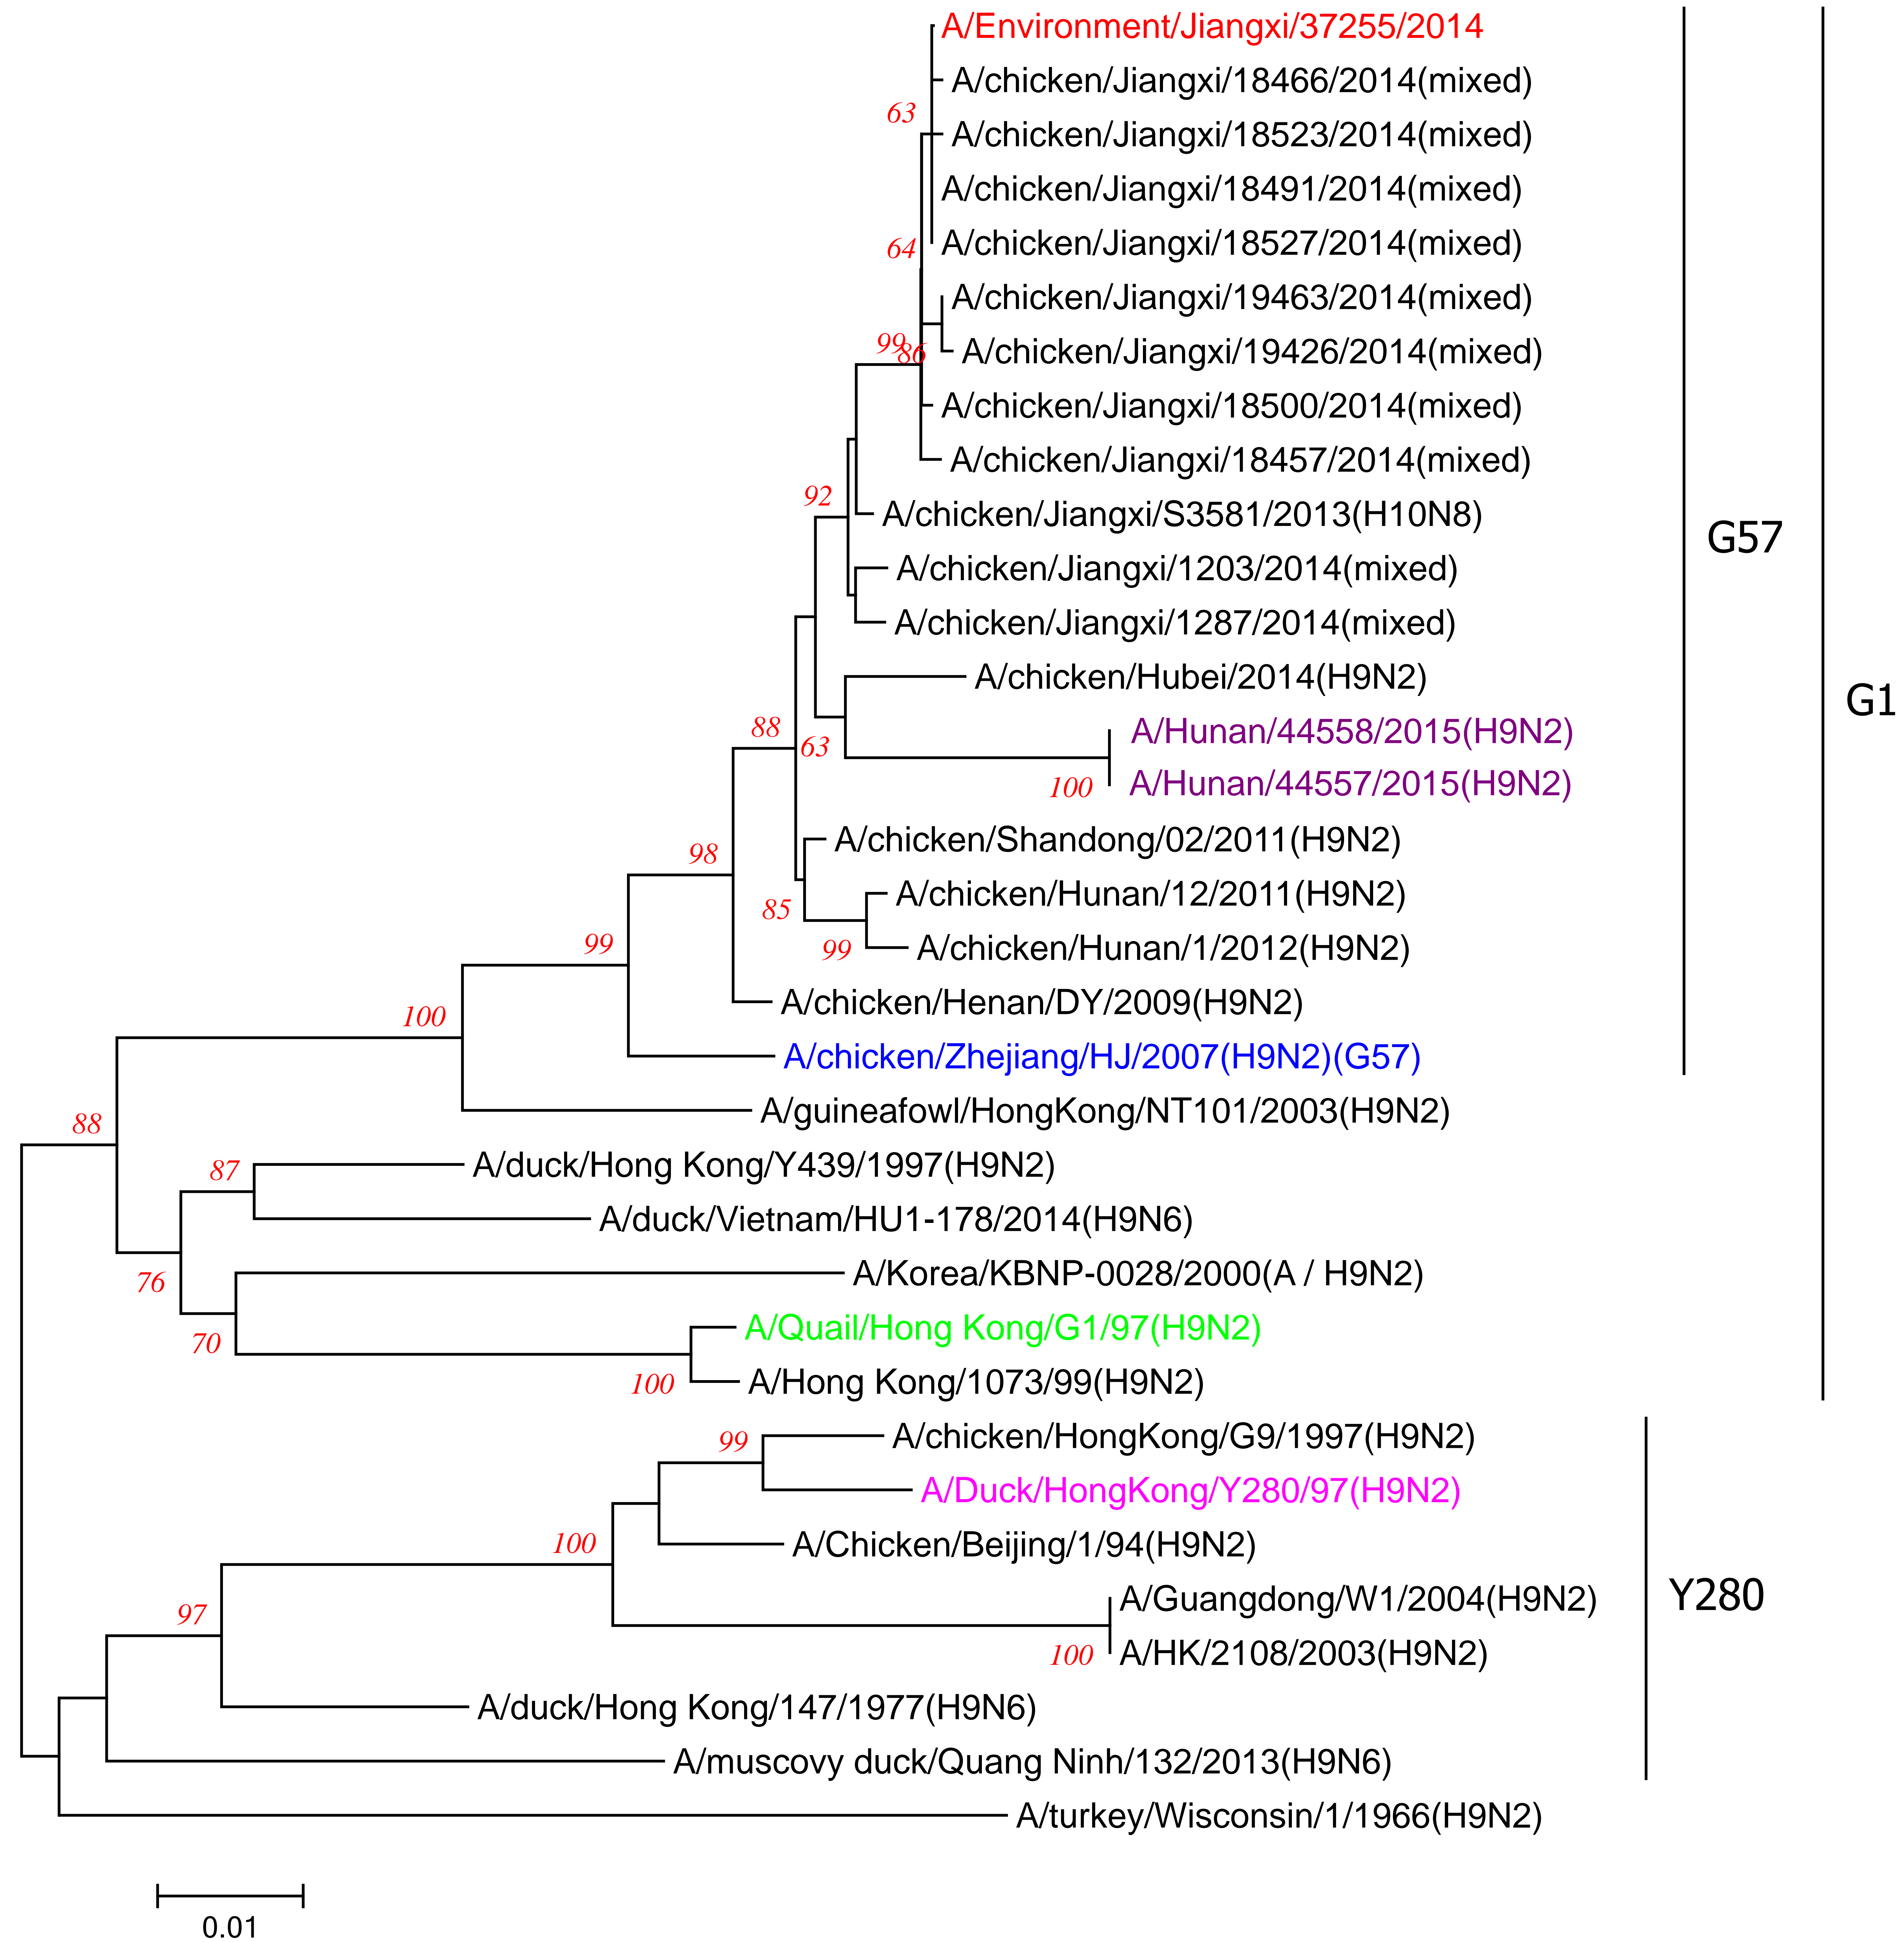 A/Environment/Jiangxi/37255/2014
A/chicken/Jiangxi/18466/2014(mixed)
63
A/chicken/Jiangxi/18523/2014(mixed)
A/chicken/Jiangxi/18491/2014(mixed)
64
A/chicken/Jiangxi/18527/2014(mixed)
A/chicken/Jiangxi/19463/2014(mixed)
99
86
A/chicken/Jiangxi/19426/2014(mixed)
A/chicken/Jiangxi/18500/2014(mixed)
A/chicken/Jiangxi/18457/2014(mixed)
92
A/chicken/Jiangxi/S3581/2013(H10N8)
G57
A/chicken/Jiangxi/1203/2014(mixed)
A/chicken/Jiangxi/1287/2014(mixed)
A/chicken/Hubei/2014(H9N2)
G1
88
63
A/Hunan/44558/2015(H9N2)
100
A/Hunan/44557/2015(H9N2)
A/chicken/Shandong/02/2011(H9N2)
98
85
A/chicken/Hunan/12/2011(H9N2)
99
99
A/chicken/Hunan/1/2012(H9N2)
A/chicken/Henan/DY/2009(H9N2)
100
A/chicken/Zhejiang/HJ/2007(H9N2)(G57)
A/guineafowl/HongKong/NT101/2003(H9N2)
88
87
A/duck/Hong Kong/Y439/1997(H9N2)
A/duck/Vietnam/HU1-178/2014(H9N6)
76
A/Korea/KBNP-0028/2000(A / H9N2)
70
A/Quail/Hong Kong/G1/97(H9N2)
100
A/Hong Kong/1073/99(H9N2)
99
A/chicken/HongKong/G9/1997(H9N2)
A/Duck/HongKong/Y280/97(H9N2)
100
A/Chicken/Beijing/1/94(H9N2)
97
A/Guangdong/W1/2004(H9N2)
Y280
100
A/HK/2108/2003(H9N2)
A/duck/Hong Kong/147/1977(H9N6)
A/muscovy duck/Quang Ninh/132/2013(H9N6)
A/turkey/Wisconsin/1/1966(H9N2)
0.01